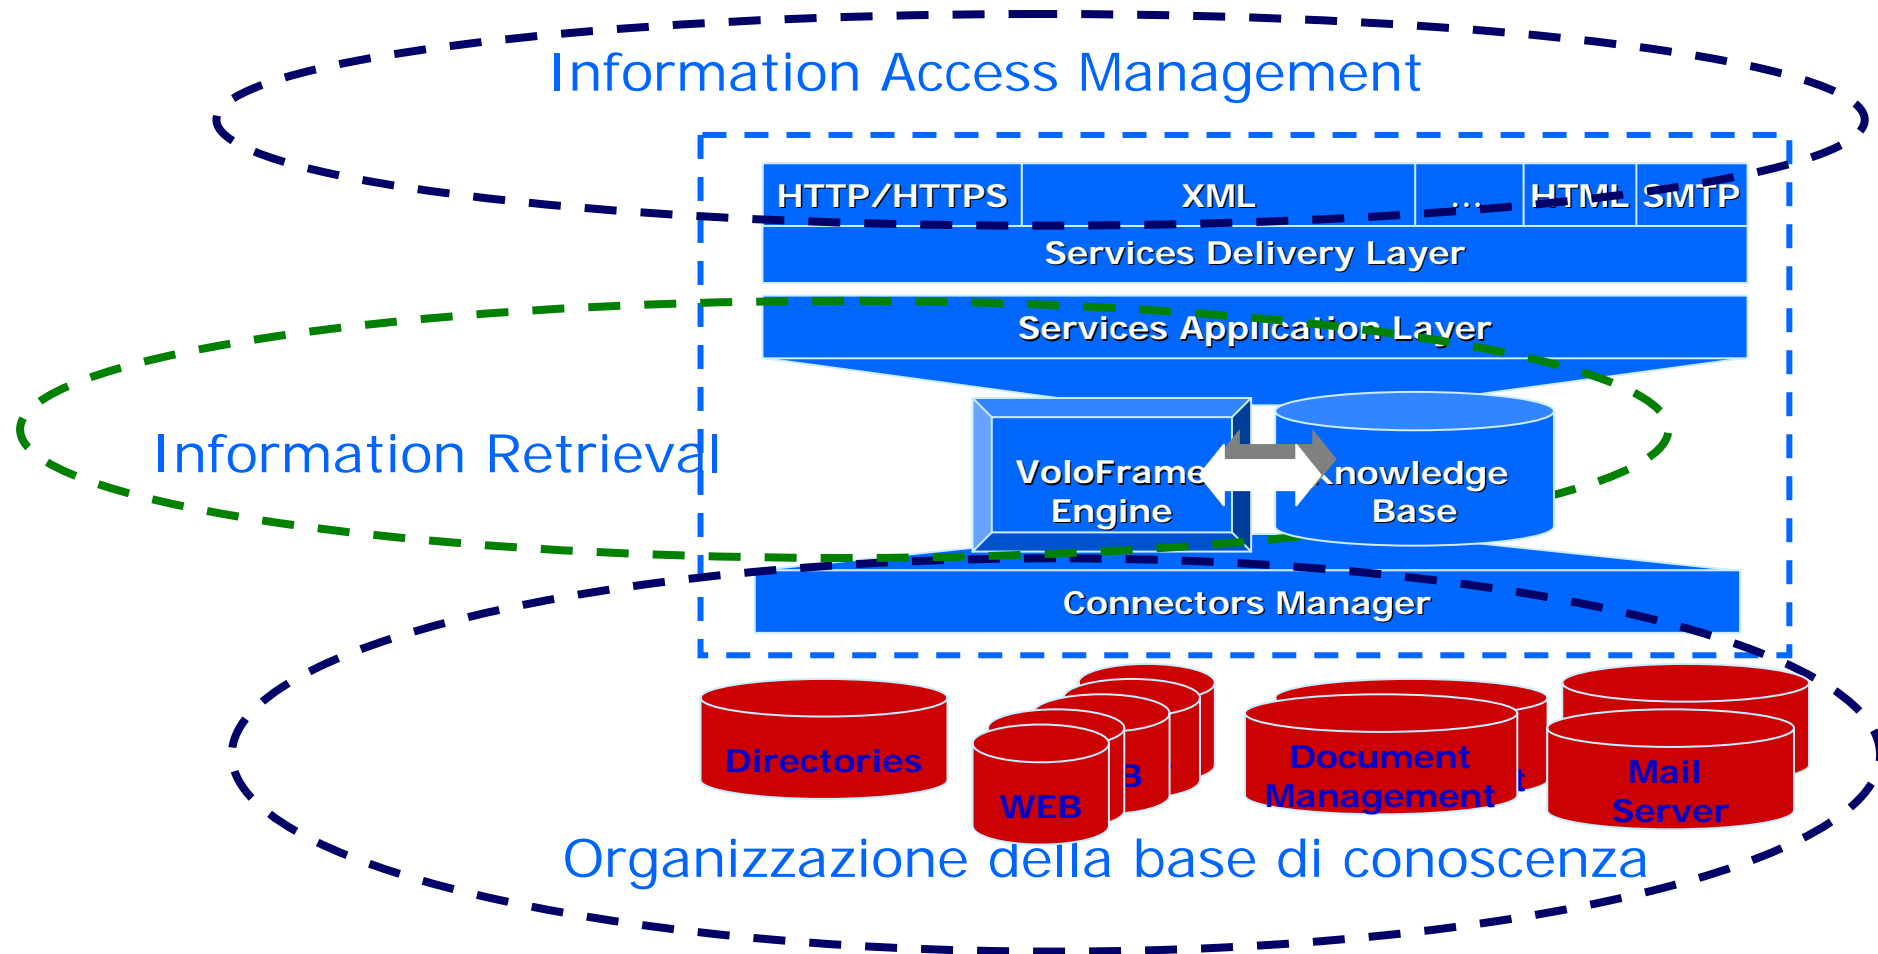 Information Access Management
HTTP/HTTPS XML ... HTML SMTP
Services Delivery Layer
Services Application Layer
Information Retrieval
VoloFrame
Engine
Knowledge
Base
Connectors Manager
Directories
WEB
B
Document
Management
t
Mail
Server
Organizzazione della base di conoscenza